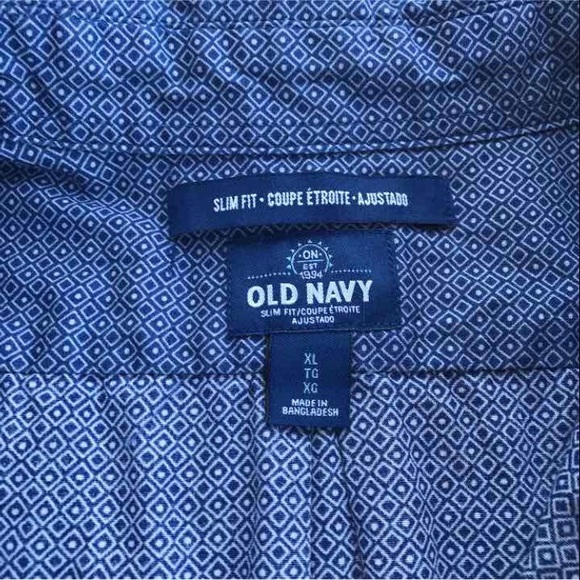 SLIM FIT • COUPE ÉTROITE • AJUSTADO
• ON •
EST
1994
OLD NAVY
SLIM FIT/COUPE ÉTROITE
AJUSTADO
XL
TG
XG
MADE IN
BANGLADESH